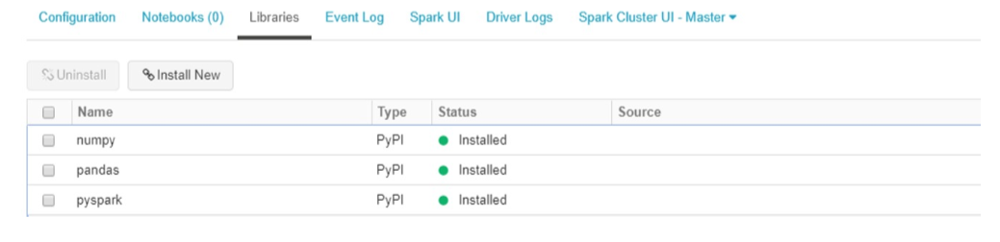 Configuration Notebooks (0) Libraries Event Log Spark UI Driver Logs Spark Cluster UI - Master
Uninstall Install New
Name Type Status Source
numpy PyPI Installed
pandas PyPI Installed
pyspark PyPI Installed